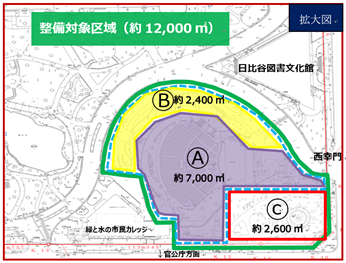 整備対象区域（約 12,000 ㎡）
拡大図
日比谷図書文化館
Ⓑ
約 2,400 ㎡
西幸門
Ⓐ
約 7,000 ㎡
Ⓒ
約 2,600 ㎡
緑と水の市民カレッジ
官公庁方面